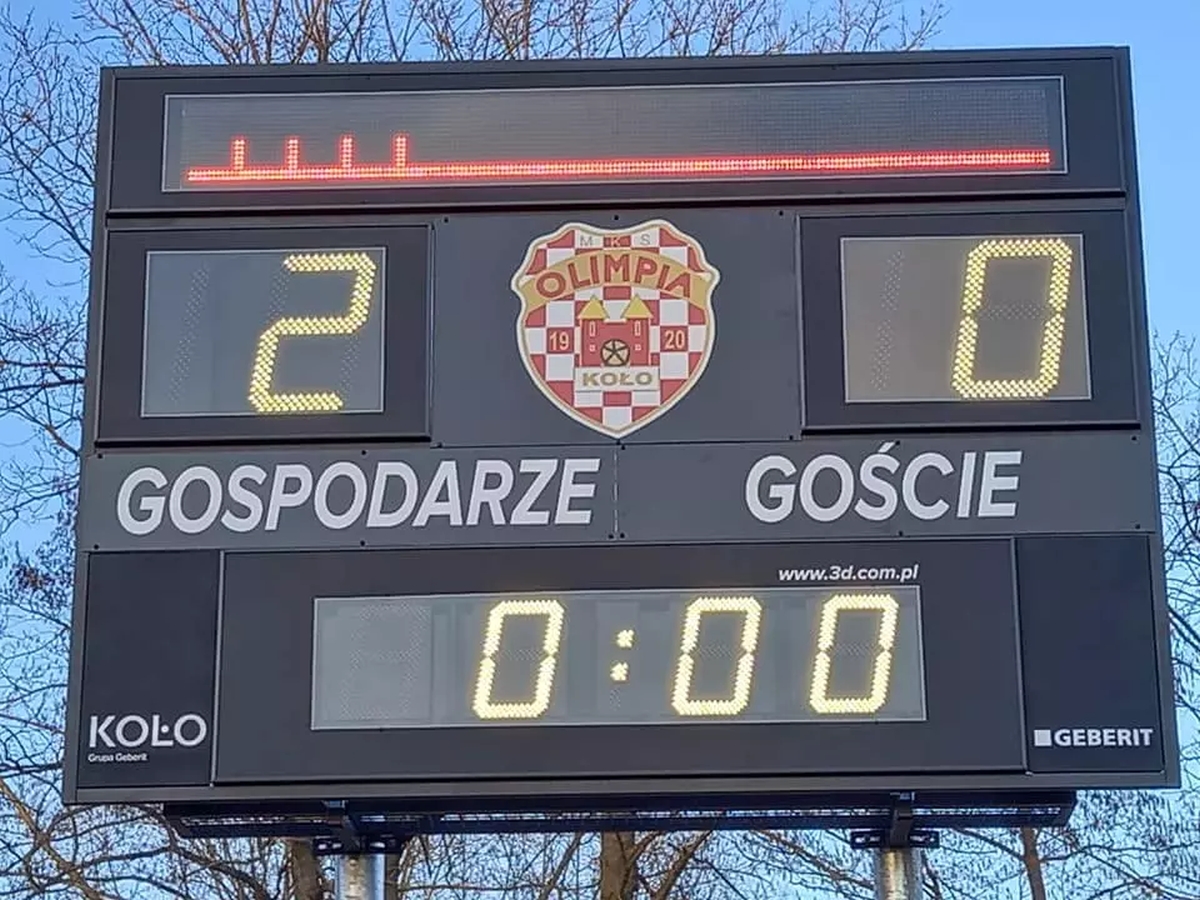 2
0
M K S
OLIMPIA
19 20
KOŁO
GOSPODARZE
GOŚCIE
www.3d.com.pl
0:00
KOŁO
Grupa Geberit
GEBERIT